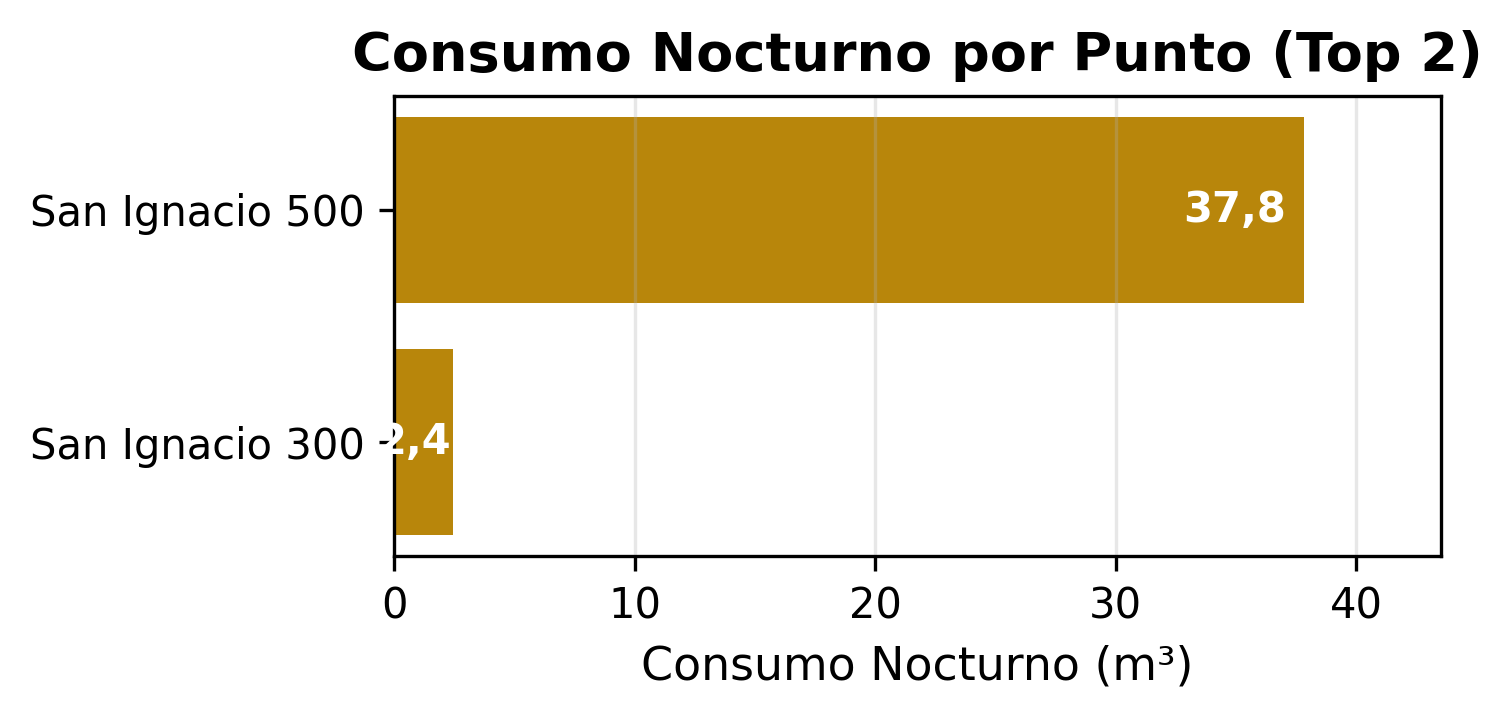 Consumo Nocturno por Punto (Top 2)
San Ignacio 500
37,8
San Ignacio 300
2,4
0 10 20 30 40
Consumo Nocturno (m³)